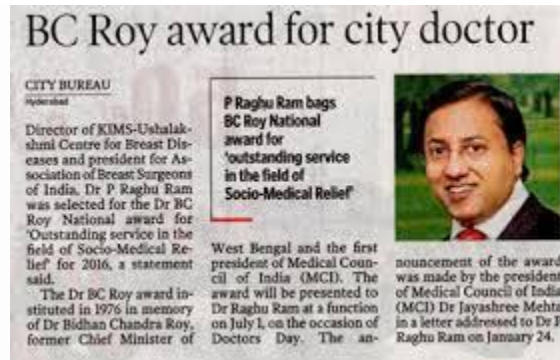 BC Roy award for city doctor
CITY BUREAU
Hyderabad
Director of KIMS-Ushalak-
shmi Centre for Breast Dis-
eases and president for As-
sociation of Breast Surgeons
of India, Dr P Raghu Ram
was selected for the Dr BC
Roy National award for
'Outstanding service in the
field of Socio-Medical Re-
lief' for 2016, a statement
said.
The Dr BC Roy award in-
stituted in 1976 in memory
of Dr Bidhan Chandra Roy,
former Chief Minister of
P Raghu Ram bags
BC Roy National
award for
'outstanding service
in the field of
Socio-Medical Relief'
West Bengal and the first
president of Medical Coun-
cil of India (MCI). The
award will be presented to
Dr Raghu Ram at a function
on July 1, on the occasion of
Doctors Day. The an-
nouncement of the award
was made by the president
of Medical Council of India
(MCI) Dr Jayashree Mehta
in a letter addressed to Dr P
Raghu Ram on January 24.